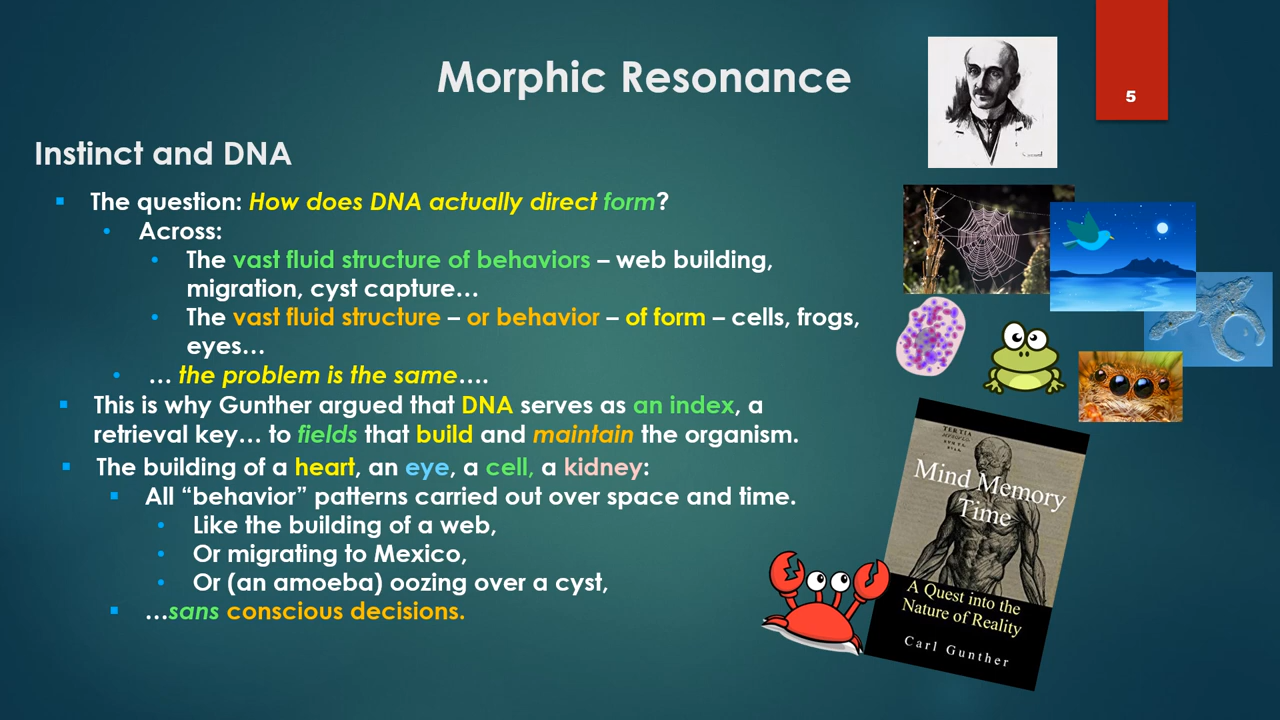 Morphic Resonance
5
Instinct and DNA
▪ The question: How does DNA actually direct form?
• Across:
• The vast fluid structure of behaviors – web building,
migration, cyst capture…
• The vast fluid structure – or behavior – of form – cells, frogs,
eyes…
• … the problem is the same….
▪ This is why Gunther argued that DNA serves as an index, a
retrieval key… to fields that build and maintain the organism.
▪ The building of a heart, an eye, a cell, a kidney:
▪ All “behavior” patterns carried out over space and time.
• Like the building of a web,
• Or migrating to Mexico,
• Or (an amoeba) oozing over a cyst,
▪ …sans conscious decisions.
TERTIA
Mind Memory
Time
A Quest into the
Nature of Reality
Carl Gunther